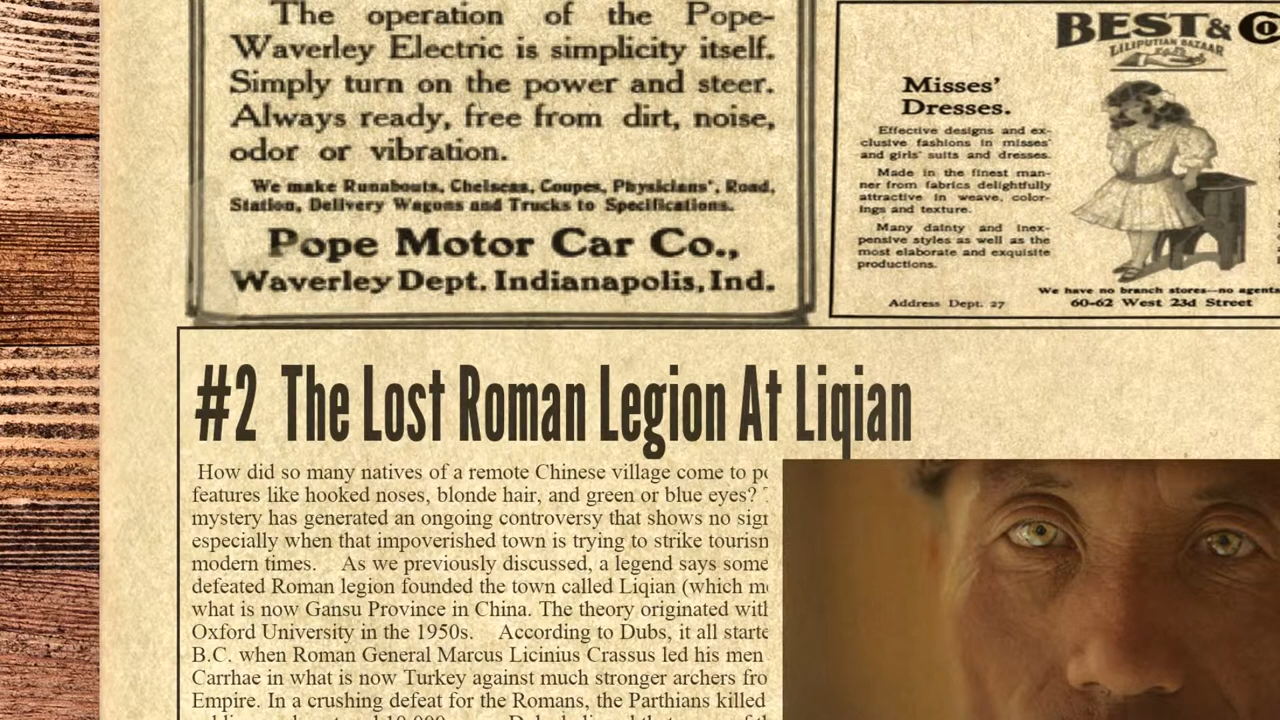 The operation of the Pope-
Waverley Electric is simplicity itself.
Simply turn on the power and steer.
Always ready, free from dirt, noise,
odor or vibration.
We make Runabouts, Chelseas, Coupes, Physicians', Road,
Station, Delivery Wagons and Trucks to Specifications.
Pope Motor Car Co.,
Waverley Dept. Indianapolis, Ind.
BEST & Co
LILIPUTIAN BAZAAR
Misses'
Dresses.
Effective designs and ex-
clusive fashions in misses'
and girls' suits and dresses.
Made in the finest man-
ner from fabrics delightfully
attractive in weave, color-
ings and texture.
Many dainty and inex-
pensive styles as well as the
most elaborate and exquisite
productions.
We have no branch stores—no agents
Address Dept. 27
60-62 West 23d Street
#2 The Lost Roman Legion At Liqian
How did so many natives of a remote Chinese village come to
features like hooked noses, blonde hair, and green or blue eyes?
mystery has generated an ongoing controversy that shows no
especially when that impoverished town is trying to strike
modern times. As we previously discussed, a legend says some
defeated Roman legion founded the town called Liqian (which
what is now Gansu Province in China. The theory originated
Oxford University in the 1950s. According to Dubs, it all
B.C. when Roman General Marcus Licinius Crassus led his men
Carrhae in what is now Turkey against much stronger archers
Empire. In a crushing defeat for the Romans, the Parthians killed